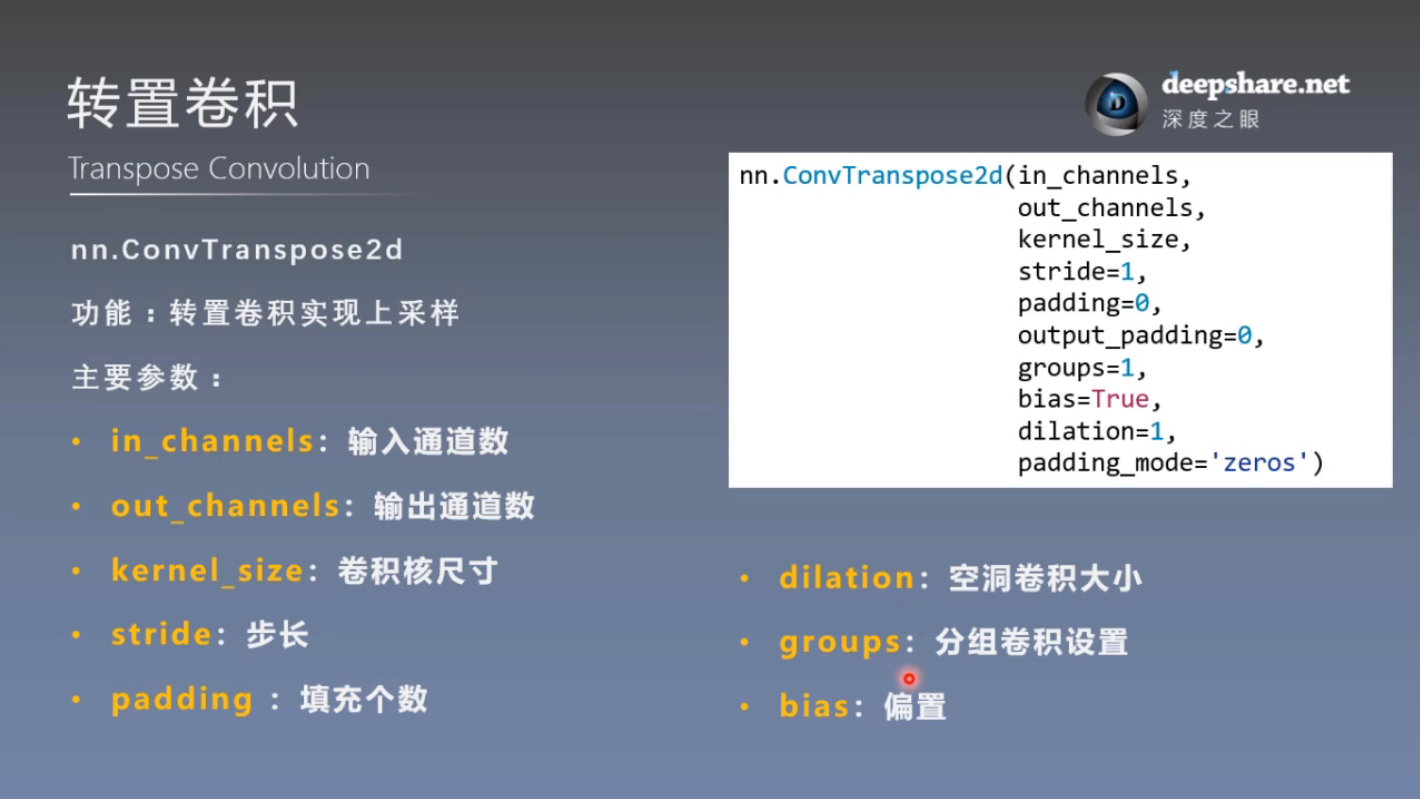 转置卷积
Transpose Convolution
deepshare.net
深度之眼
nn.ConvTranspose2d
功能：转置卷积实现上采样
主要参数：
• in_channels：输入通道数
• out_channels：输出通道数
• kernel_size：卷积核尺寸
• stride：步长
• padding ：填充个数
nn.ConvTranspose2d(in_channels,
out_channels,
kernel_size,
stride=1,
padding=0,
output_padding=0,
groups=1,
bias=True,
dilation=1,
padding_mode='zeros')
• dilation：空洞卷积大小
• groups：分组卷积设置
• bias：偏置